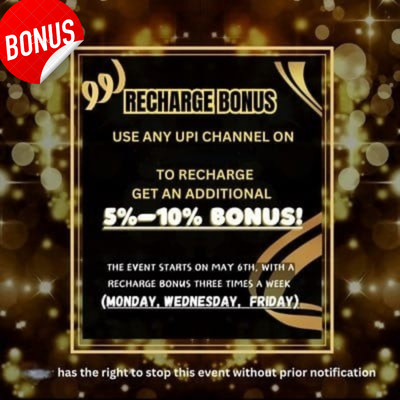 BONUS
RECHARGE BONUS
USE ANY UPI CHANNEL ON
TO RECHARGE
GET AN ADDITIONAL
5%—10% BONUS!
THE EVENT STARTS ON MAY 6TH, WITH A
RECHARGE BONUS THREE TIMES A WEEK
(MONDAY, WEDNESDAY, FRIDAY)
has the right to stop this event without prior notification